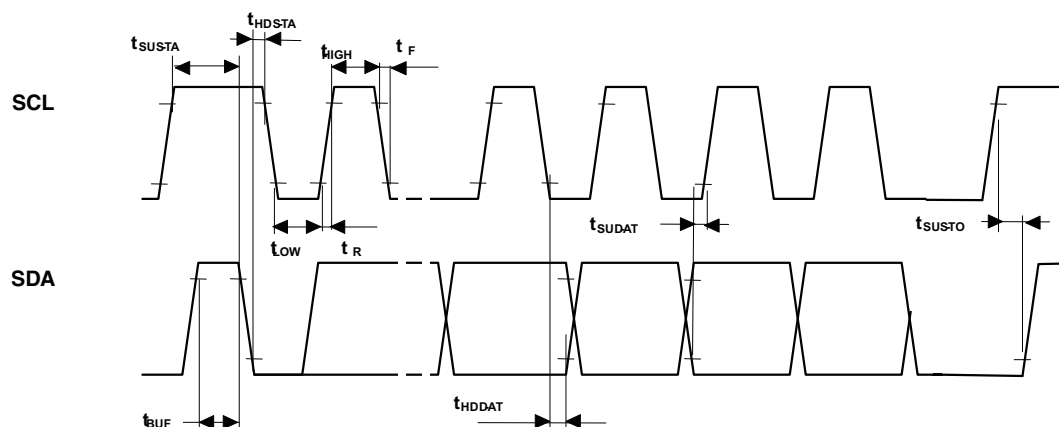 tHDSTA
tSUSTA
tHIGH
t F
SCL
tSUDAT
tSUSTO
tLOW
t R
SDA
tHDDAT
tBUF